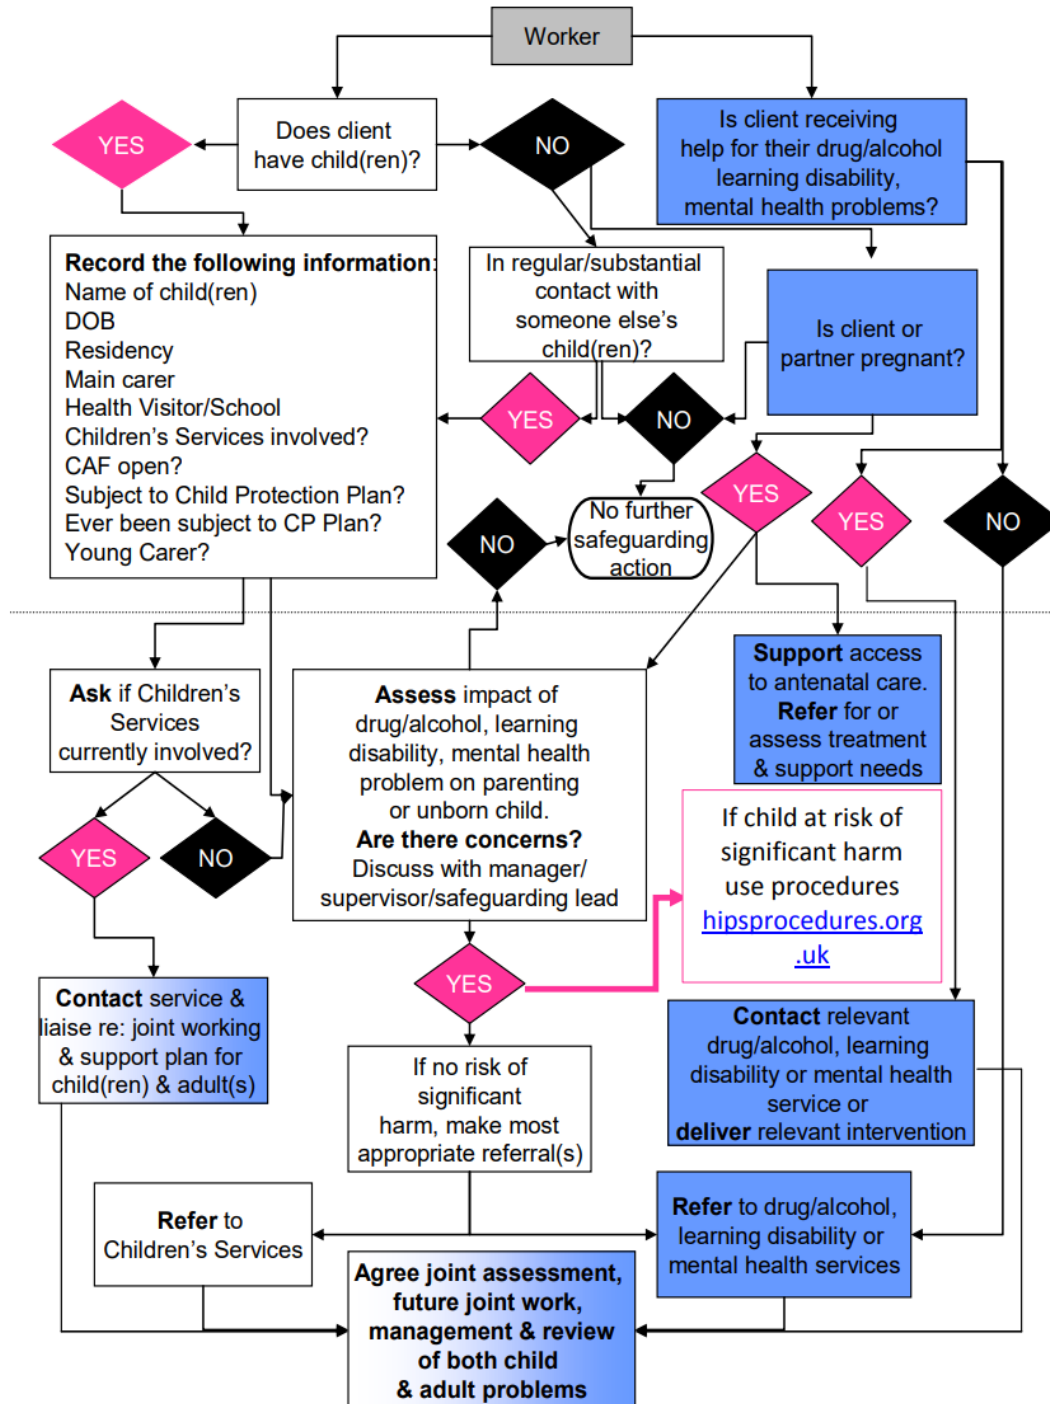 Worker
YES
Does client
have child(ren)?
NO
Is client receiving
help for their drug/alcohol
learning disability,
mental health problems?
Record the following information:
Name of child(ren)
DOB
Residency
Main carer
Health Visitor/School
Children's Services involved?
CAF open?
Subject to Child Protection Plan?
Ever been subject to CP Plan?
Young Carer?
In regular/substantial
contact with
someone else's
child(ren)?
Is client or
partner pregnant?
YES
NO
YES
YES
NO
NO
No further
safeguarding
action
Ask if Children's
Services
currently involved?
Assess impact of
drug/alcohol, learning
disability, mental health
problem on parenting
or unborn child.
Are there concerns?
Discuss with manager/
supervisor/safeguarding lead
Support access
to antenatal care.
Refer for or
assess treatment
& support needs
YES
NO
If child at risk of
significant harm
use procedures
hipsprocedures.org
.uk
YES
Contact service &
liaise re: joint working
& support plan for
child(ren) & adult(s)
Contact relevant
drug/alcohol, learning
disability or mental health
service or
deliver relevant intervention
If no risk of
significant
harm, make most
appropriate referral(s)
Refer to
Children's Services
Refer to drug/alcohol,
learning disability or
mental health services
Agree joint assessment,
future joint work,
management & review
of both child
& adult problems